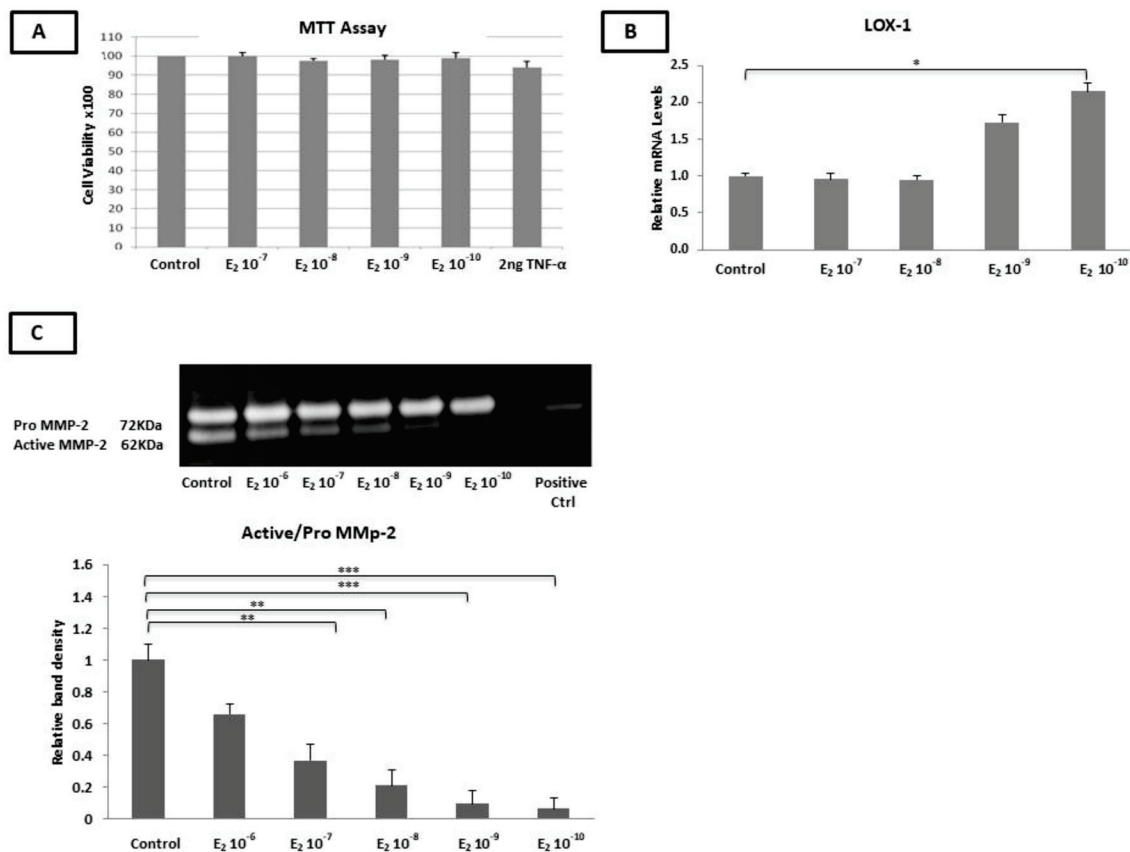 A
MTT Assay
Cell Viability x100
110
100
90
80
70
60
50
40
30
20
10
0
Control E₂ 10⁻⁷ E₂ 10⁻⁸ E₂ 10⁻⁹ E₂ 10⁻¹⁰ 2ng TNF-α
B
LOX-1
*
Relative mRNA Levels
2.5
2.0
1.5
1.0
0.5
0.0
Control E₂ 10⁻⁷ E₂ 10⁻⁸ E₂ 10⁻⁹ E₂ 10⁻¹⁰
C
Pro MMP-2 72KDa
Active MMP-2 62KDa
Control E₂ 10⁻⁶ E₂ 10⁻⁷ E₂ 10⁻⁸ E₂ 10⁻⁹ E₂ 10⁻¹⁰ Positive
Ctrl
Active/Pro MMp-2
Relative band density
1.6
1.4
1.2
1
0.8
0.6
0.4
0.2
0
***
***
**
**
Control E₂ 10⁻⁶ E₂ 10⁻⁷ E₂ 10⁻⁸ E₂ 10⁻⁹ E₂ 10⁻¹⁰